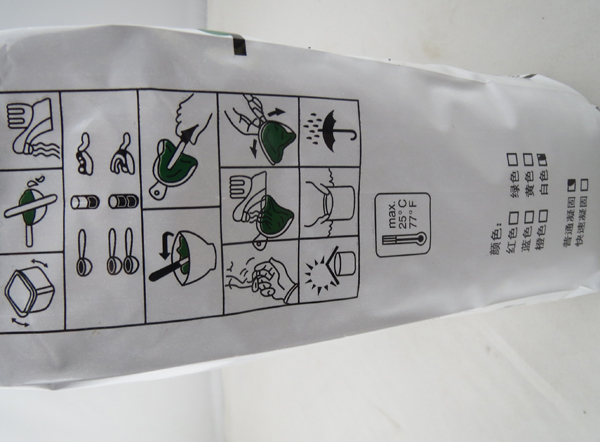 max.
25°C
77°F
颜色:
红色□ 绿色□
蓝色□ 黄色□
橙色□ 白色■
普通凝固■
快速凝固□